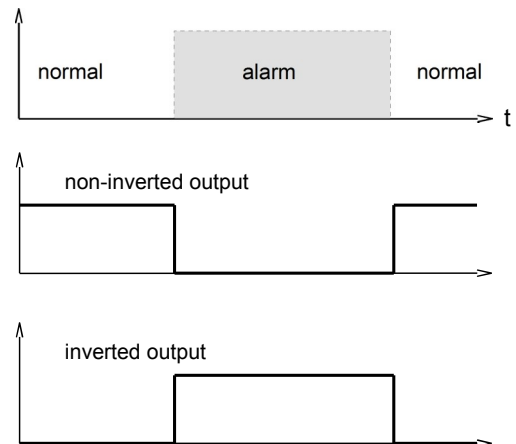 normal alarm normal
t
non-inverted output
inverted output